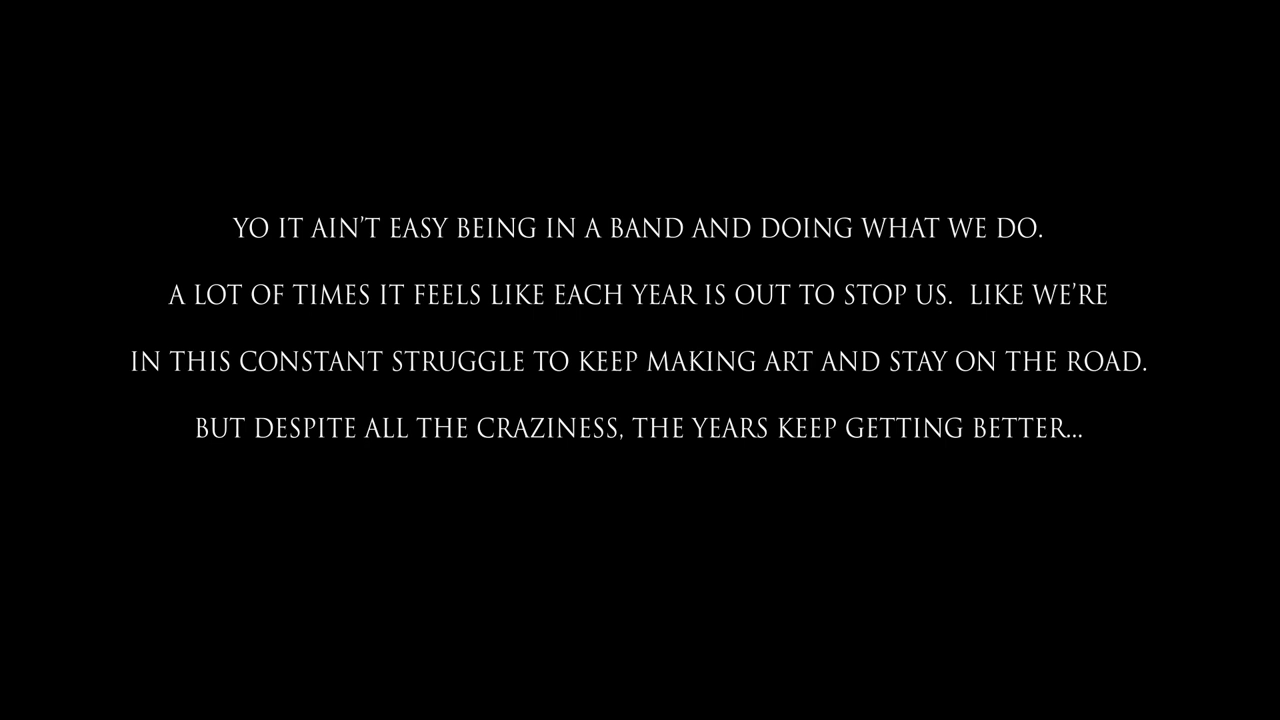 YO IT AIN'T EASY BEING IN A BAND AND DOING WHAT WE DO.
A LOT OF TIMES IT FEELS LIKE EACH YEAR IS OUT TO STOP US.  LIKE WE'RE
IN THIS CONSTANT STRUGGLE TO KEEP MAKING ART AND STAY ON THE ROAD.
BUT DESPITE ALL THE CRAZINESS, THE YEARS KEEP GETTING BETTER...